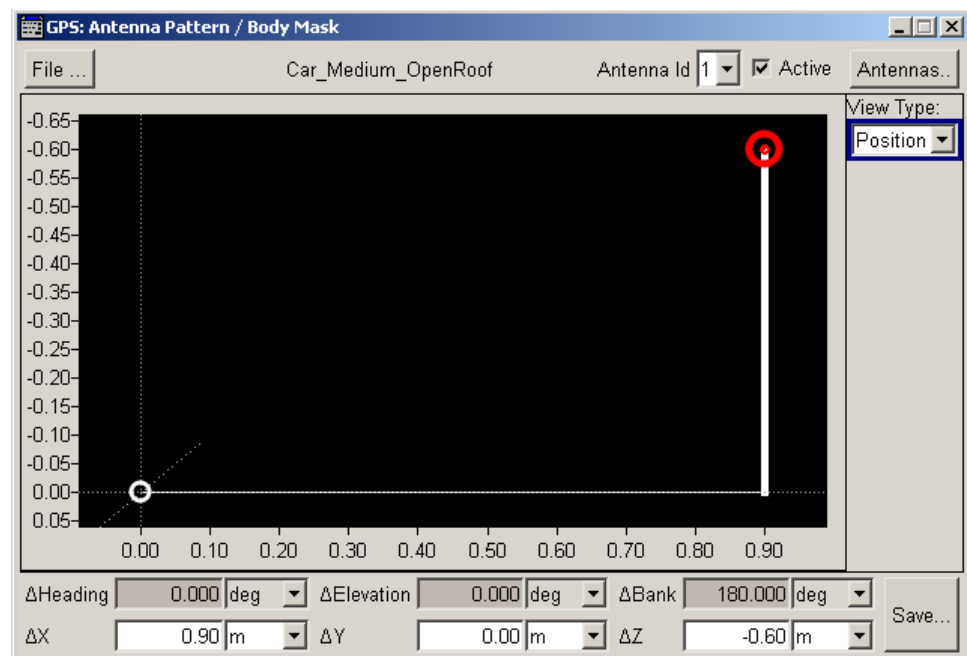 GPS: Antenna Pattern / Body Mask
File ... Car_Medium_OpenRoof Antenna Id 1 Active Antennas..
View Type:
Position
-0.65
-0.60
-0.55
-0.50
-0.45
-0.40
-0.35
-0.30
-0.25
-0.20
-0.15
-0.10
-0.05
0.00
0.05
0.00 0.10 0.20 0.30 0.40 0.50 0.60 0.70 0.80 0.90
ΔHeading 0.000 deg ΔElevation 0.000 deg ΔBank 180.000 deg
Save...
ΔX 0.90 m ΔY 0.00 m ΔZ -0.60 m